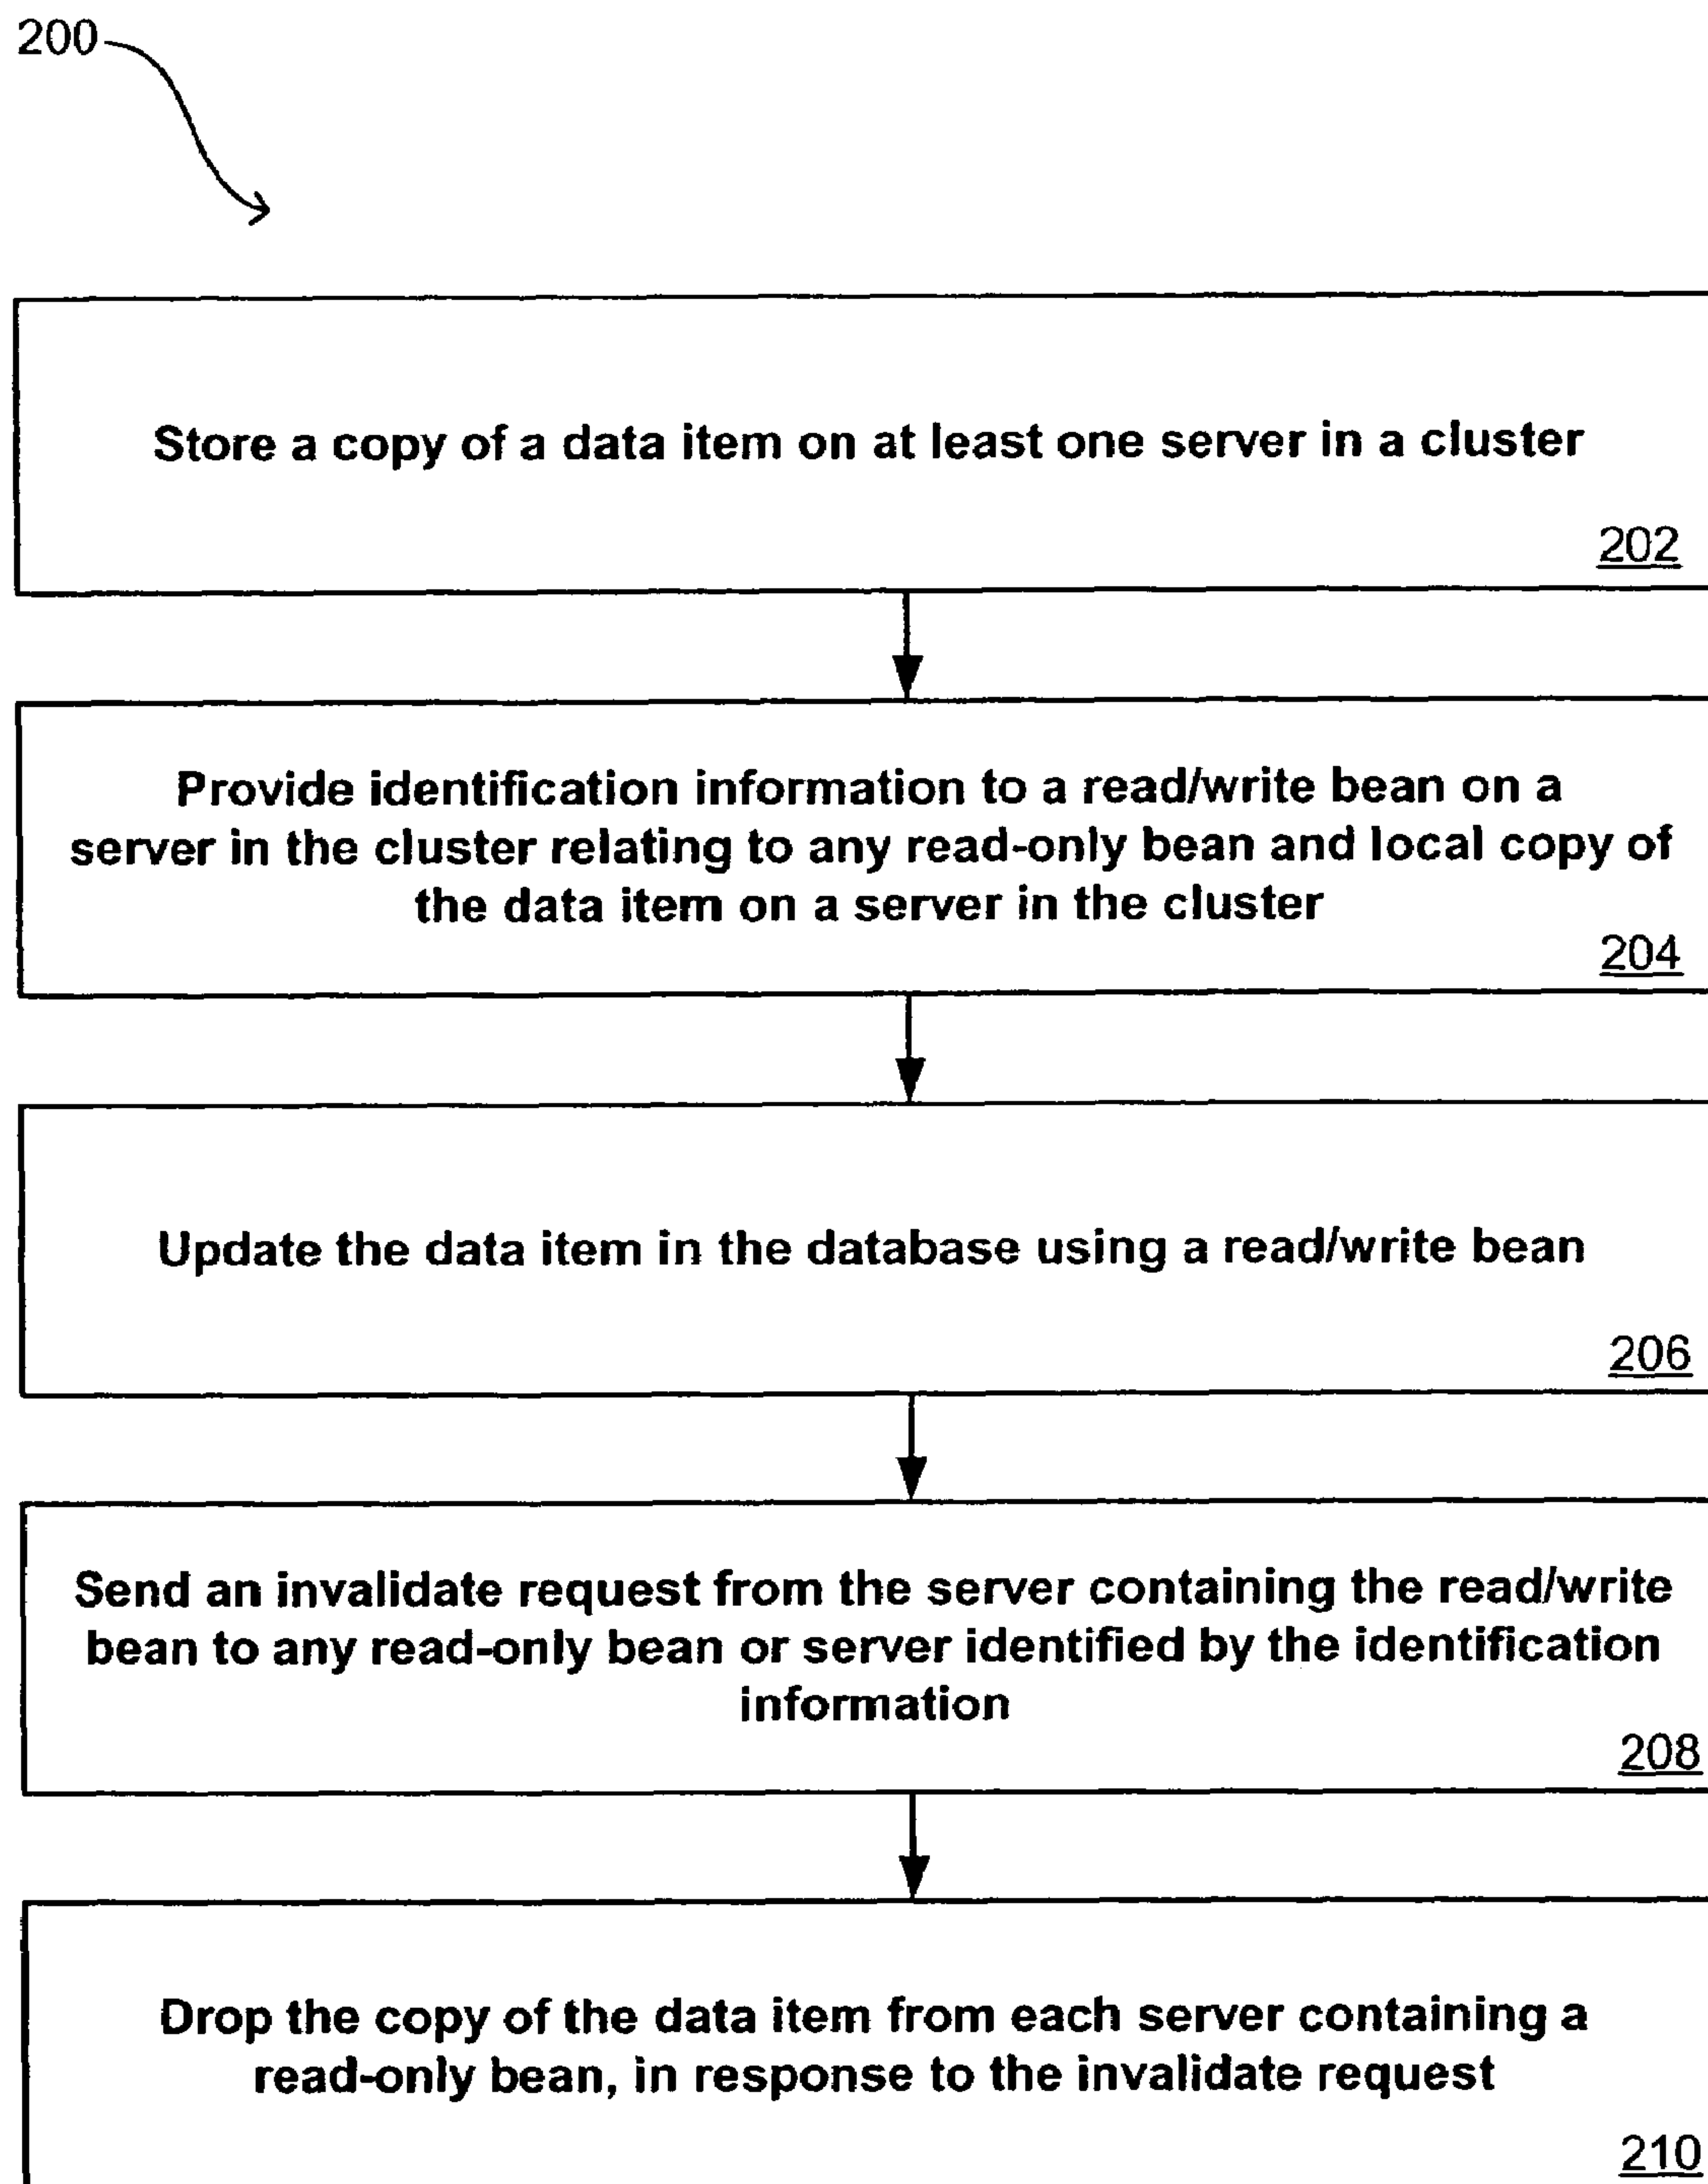 200
Store a copy of a data item on at least one server in a cluster
202
Provide identification information to a read/write bean on a
server in the cluster relating to any read-only bean and local copy of
the data item on a server in the cluster
204
Update the data item in the database using a read/write bean
206
Send an invalidate request from the server containing the read/write
bean to any read-only bean or server identified by the identification
information
208
Drop the copy of the data item from each server containing a
read-only bean, in response to the invalidate request
210